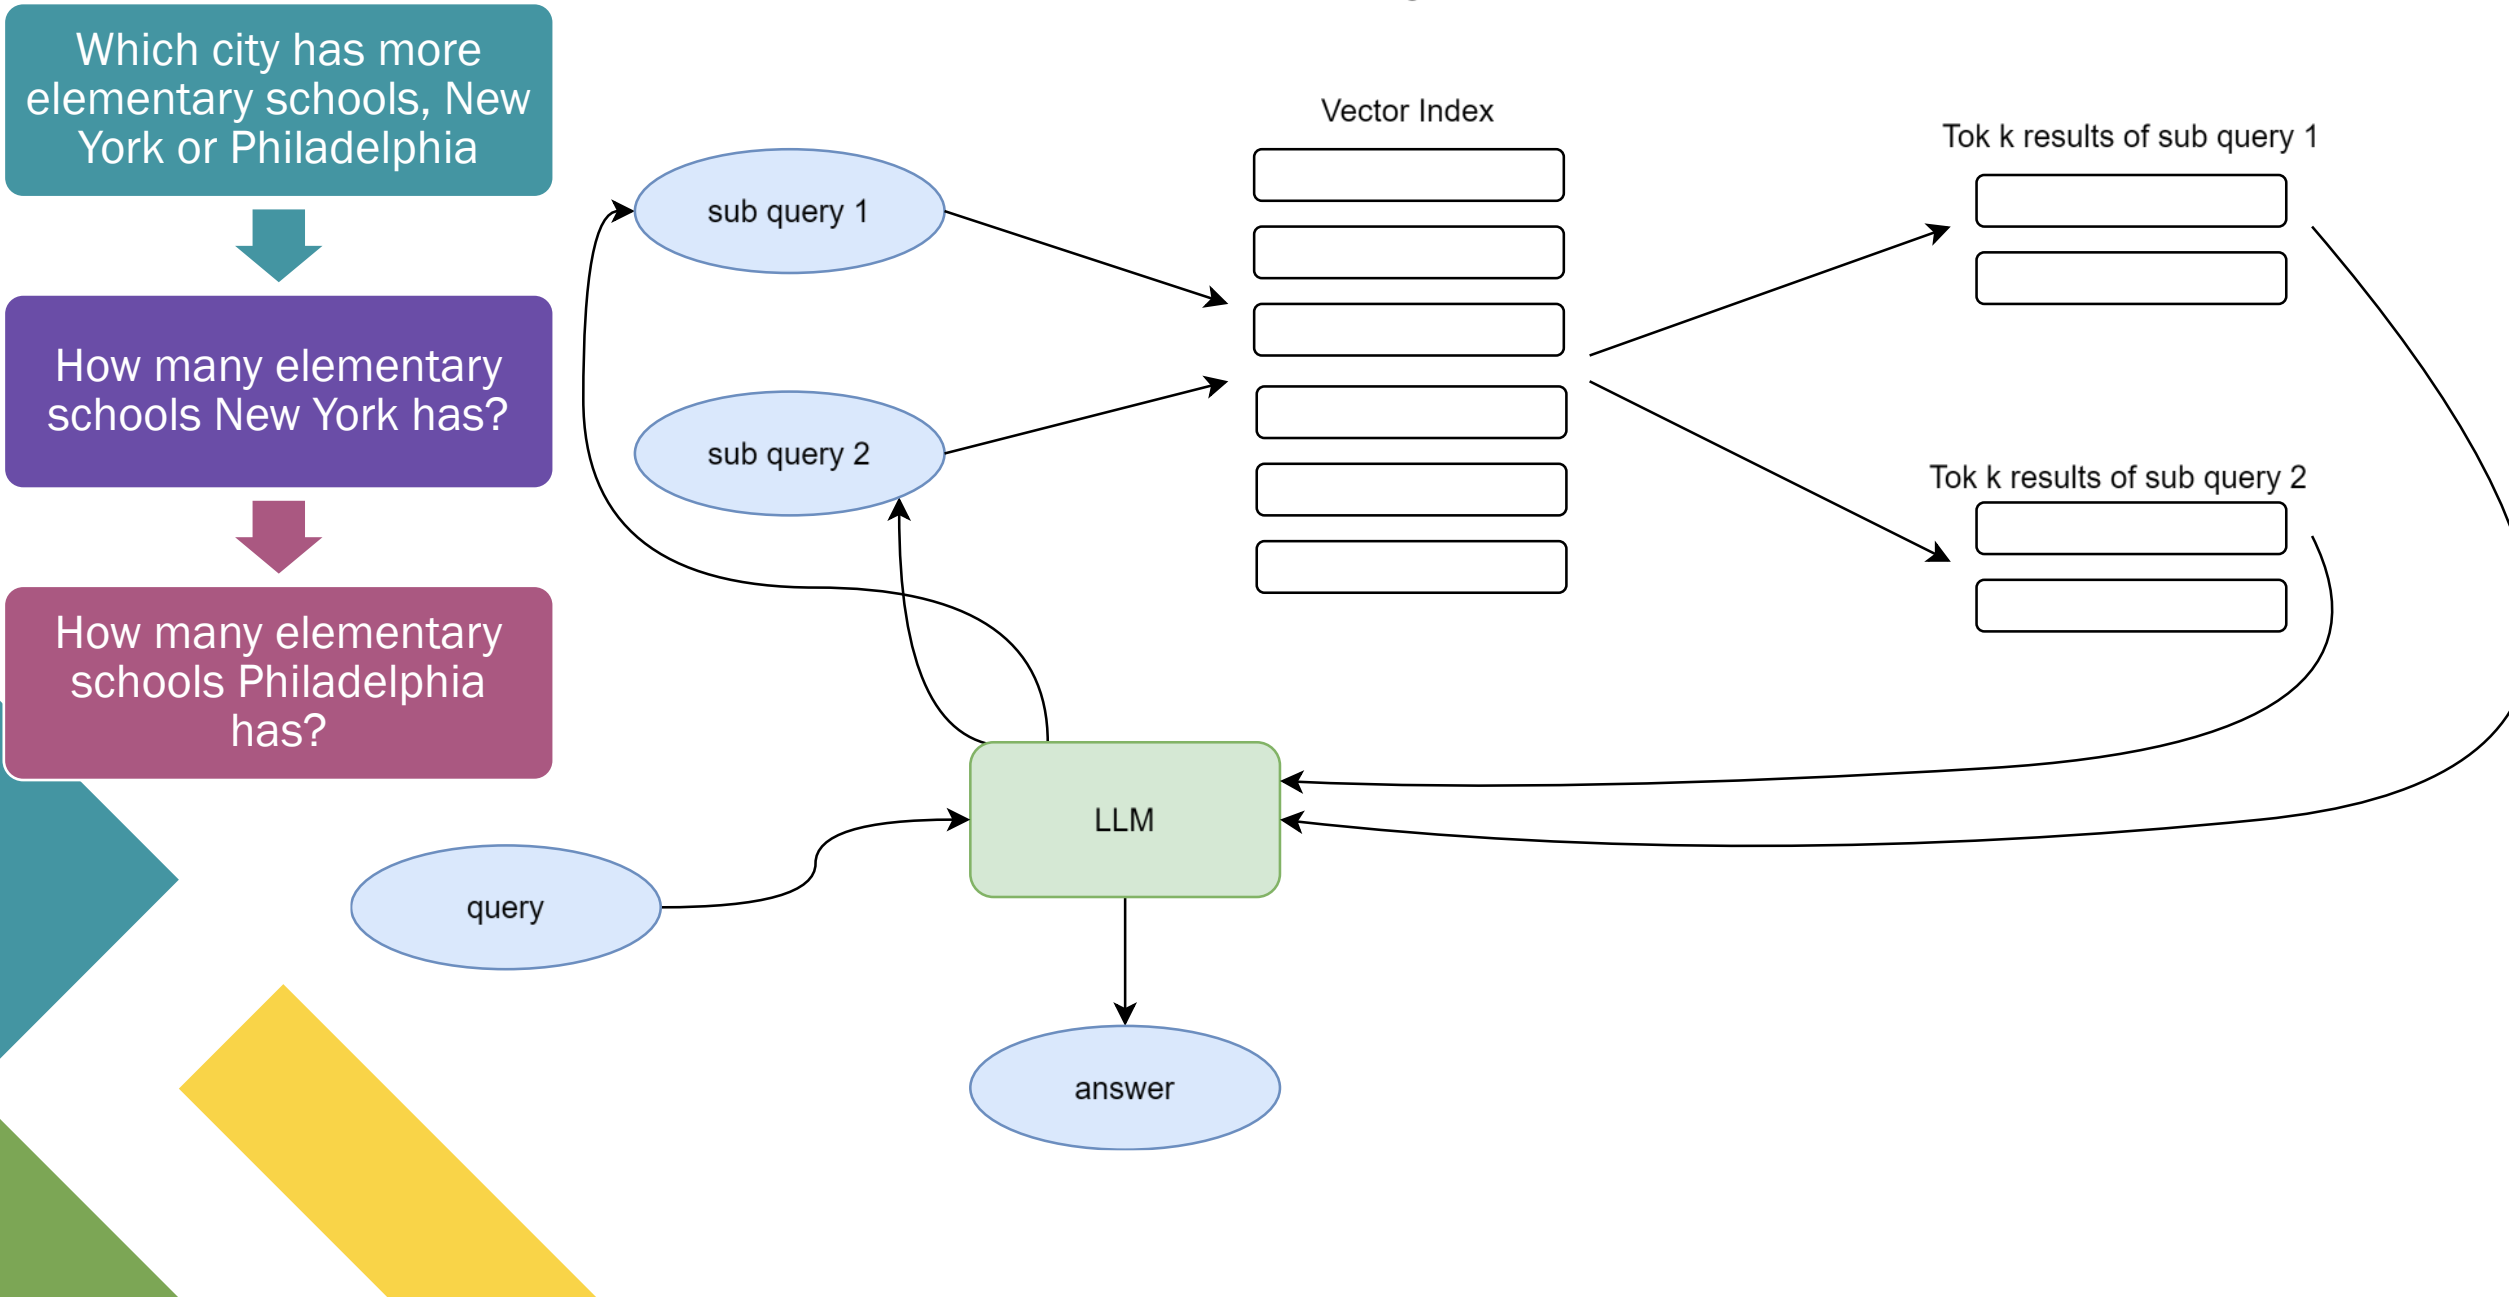 Which city has more
elementary schools, New
York or Philadelphia
How many elementary
schools New York has?
How many elementary
schools Philadelphia
has?
sub query 1
sub query 2
Vector Index
Tok k results of sub query 1
Tok k results of sub query 2
LLM
query
answer